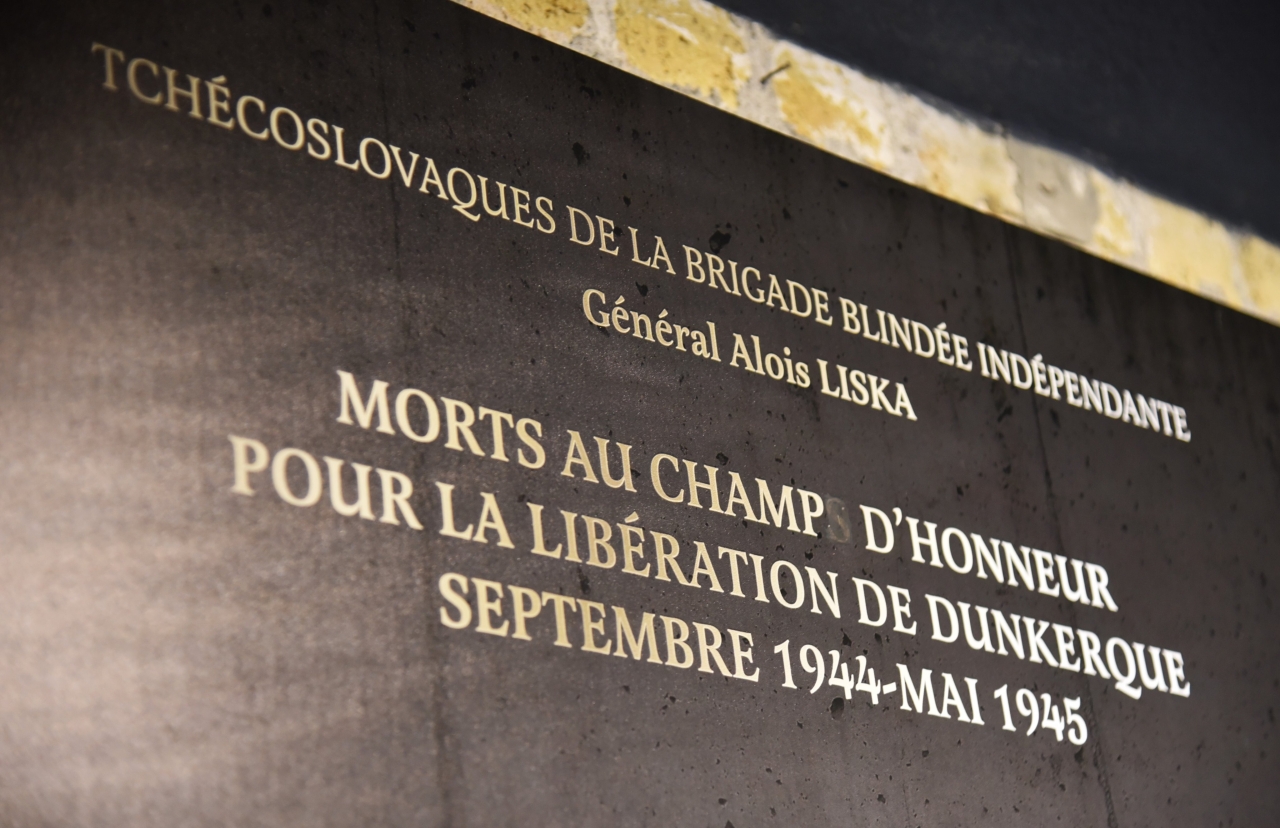 TCHÉCOSLOVAQUES DE LA BRIGADE BLINDÉE INDÉPENDANTE
Général Alois LISKA
MORTS AU CHAMPS D'HONNEUR
POUR LA LIBÉRATION DE DUNKERQUE
SEPTEMBRE 1944-MAI 1945